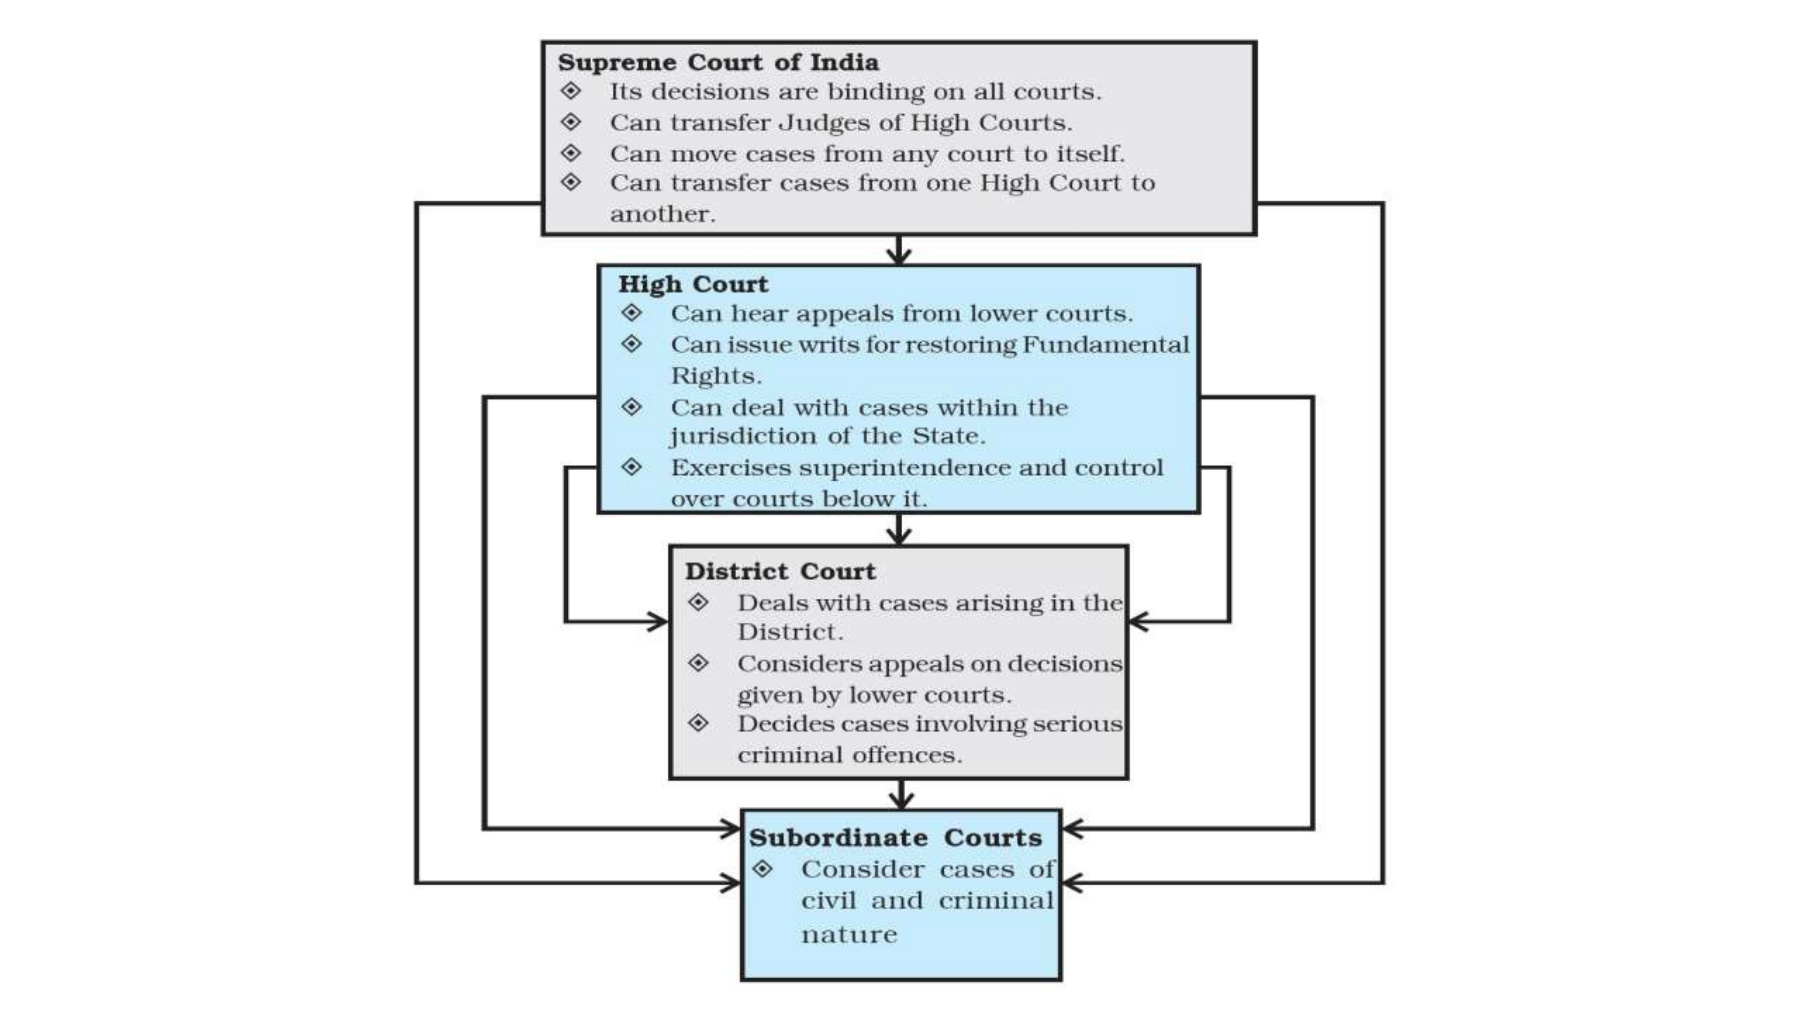 Supreme Court of India
Its decisions are binding on all courts.
Can transfer Judges of High Courts.
Can move cases from any court to itself.
Can transfer cases from one High Court to
another.
High Court
Can hear appeals from lower courts.
Can issue writs for restoring Fundamental
Rights.
Can deal with cases within the
jurisdiction of the State.
Exercises superintendence and control
over courts below it.
District Court
Deals with cases arising in the
District.
Considers appeals on decisions
given by lower courts.
Decides cases involving serious
criminal offences.
Subordinate Courts
Consider cases of
civil and criminal
nature